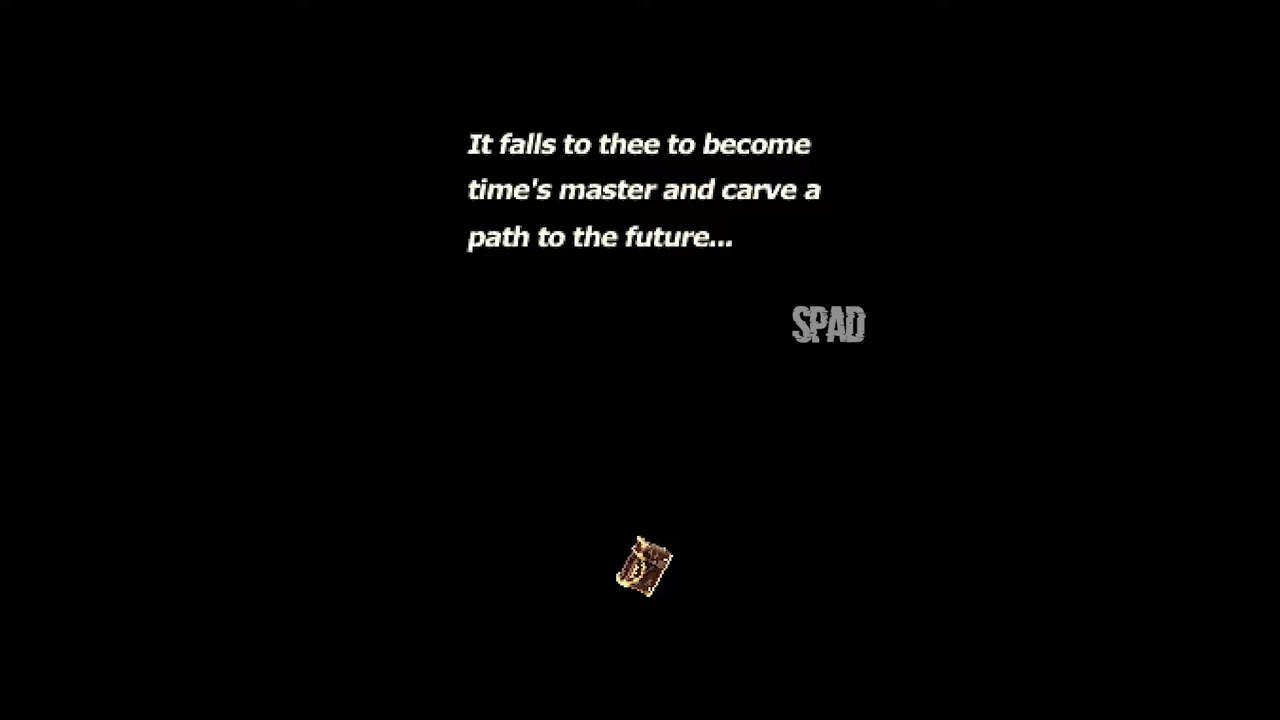 It falls to thee to become
time's master and carve a
path to the future...
SPAD